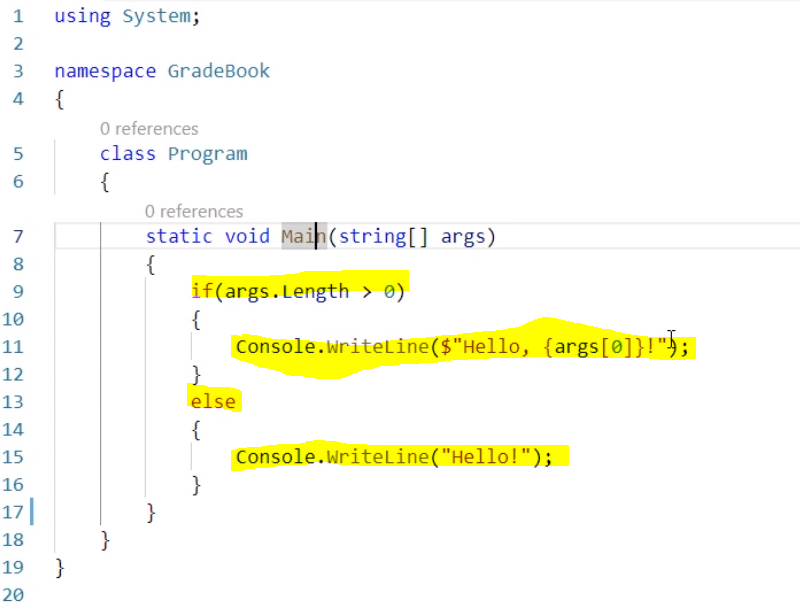 1 using System;
2
3 namespace GradeBook
4 {
0 references
5 class Program
6 {
0 references
7 static void Main(string[] args)
8 {
9 if(args.Length > 0)
10 {
11 Console.WriteLine($"Hello, {args[0]}!");
12 }
13 else
14 {
15 Console.WriteLine("Hello!");
16 }
17 }
18 }
19 }
20